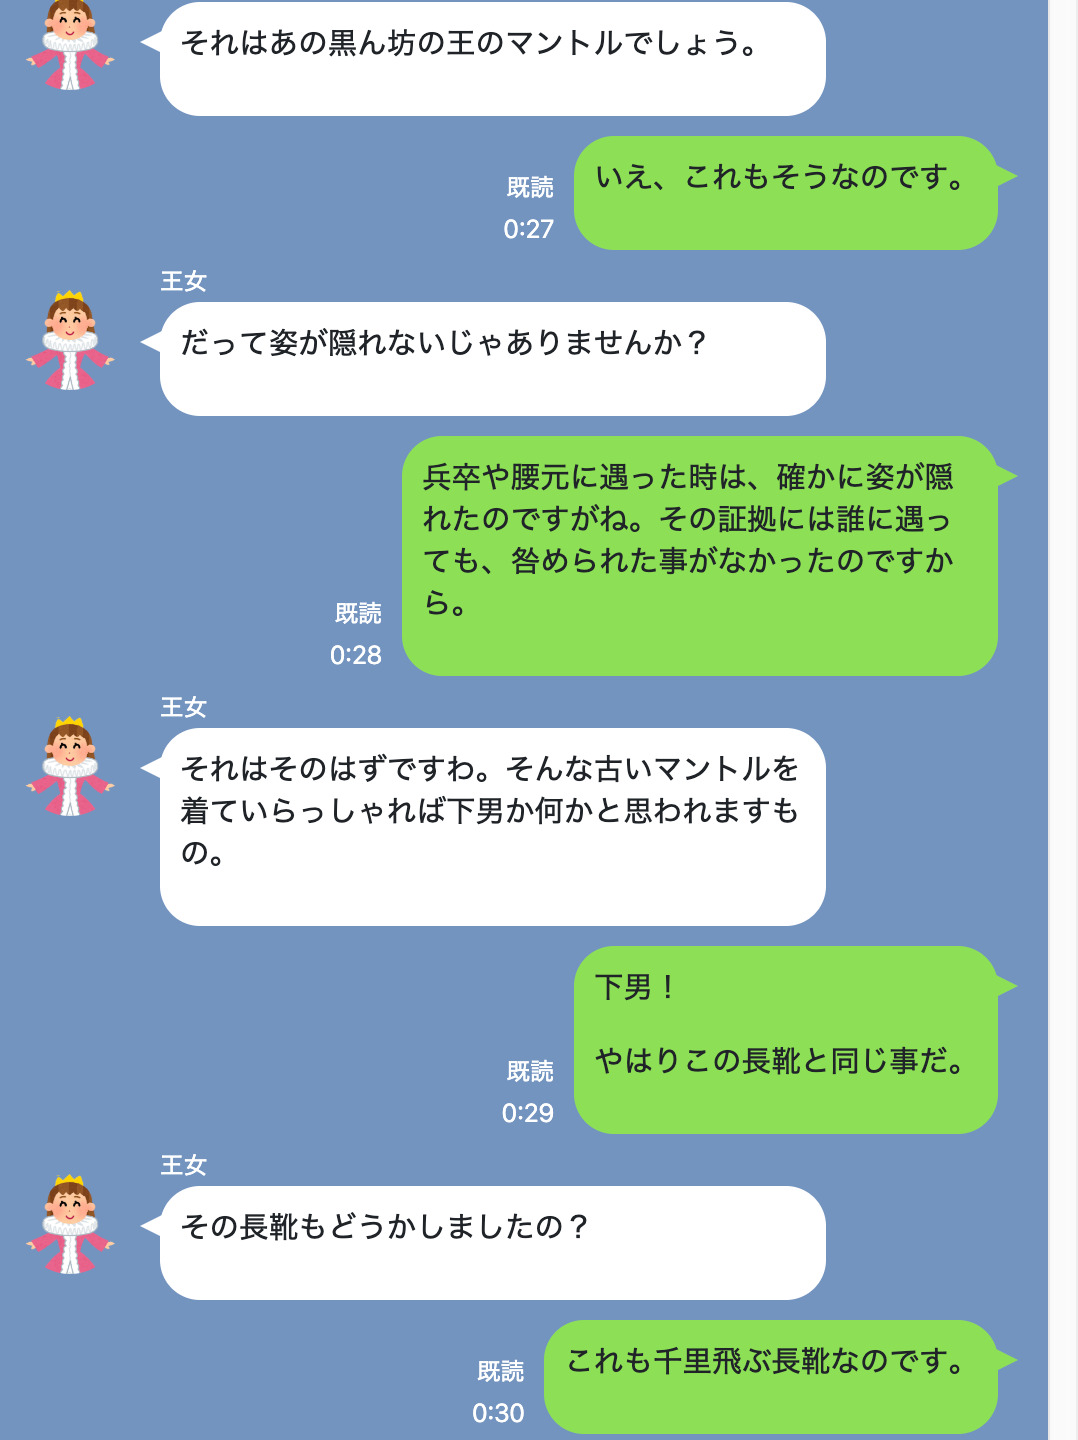 それはあの黒ん坊の王のマントルでしょう。
いえ、これもそうなのです。
既読
0:27
王女
だって姿が隠れないじゃありませんか？
兵卒や腰元に遇った時は、確かに姿が隠
れたのですがね。その証拠には誰に遇っ
ても、咎められた事がなかったのですか
ら。
既読
0:28
王女
それはそのはずですわ。そんな古いマントルを
着ていらっしゃれば下男か何かと思われますも
の。
下男！
やはりこの長靴と同じ事だ。
既読
0:29
王女
その長靴もどうかしましたの？
これも千里飛ぶ長靴なのです。
既読
0:30